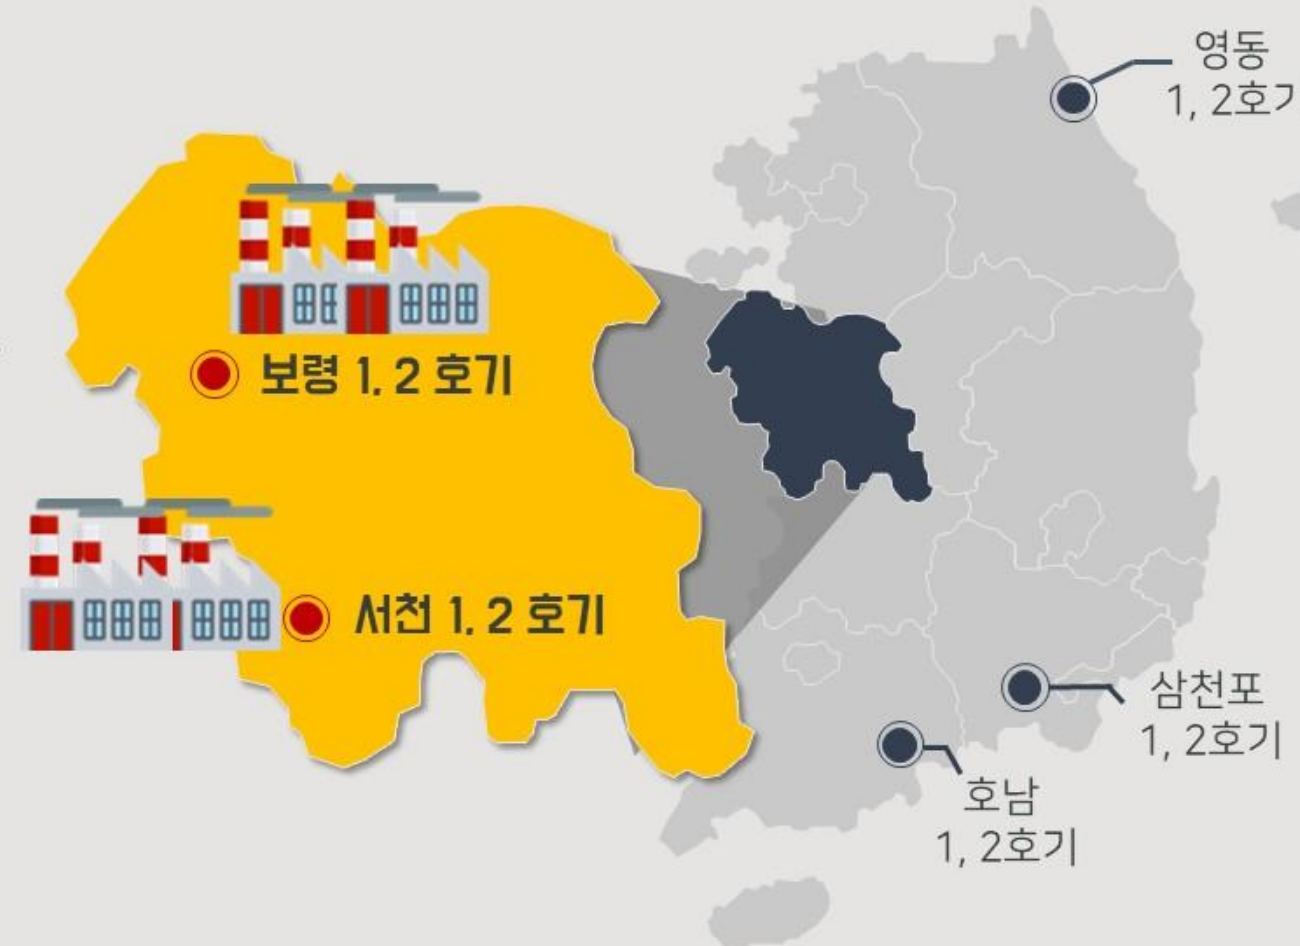 영동
1, 2호기
보령 1, 2 호기
서천 1, 2 호기
삼천포
1, 2호기
호남
1, 2호기